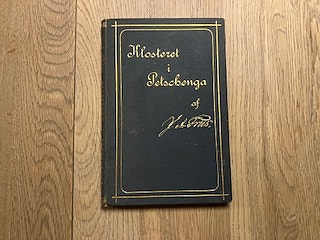 Klosteret
i
Petschenga
af